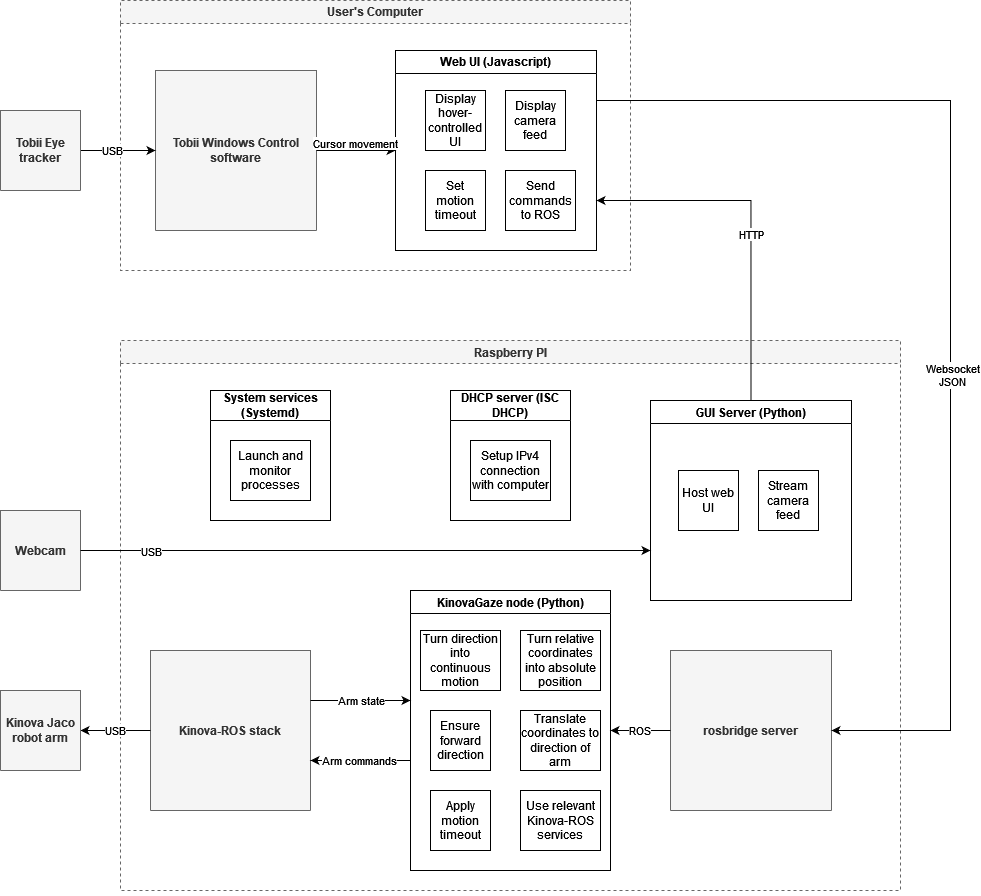 User's Computer
Web UI (Javascript)
Display
hover-
controlled
UI
Display
camera
feed
Set
motion
timeout
Send
commands
to ROS
Tobii Eye
tracker
USB
Tobii Windows Control
software
Cursor movement
HTTP
Websocket
JSON
Raspberry PI
System services
(Systemd)
Launch and
monitor
processes
DHCP server (ISC
DHCP)
Setup IPv4
connection
with computer
GUI Server (Python)
Host web
UI
Stream
camera
feed
Webcam
USB
KinovaGaze node (Python)
Turn direction
into
continuous
motion
Turn relative
coordinates
into absolute
position
Ensure
forward
direction
Translate
coordinates to
direction of
arm
Apply
motion
timeout
Use relevant
Kinova-ROS
services
Kinova Jaco
robot arm
USB
Kinova-ROS stack
Arm state
Arm commands
ROS
rosbridge server